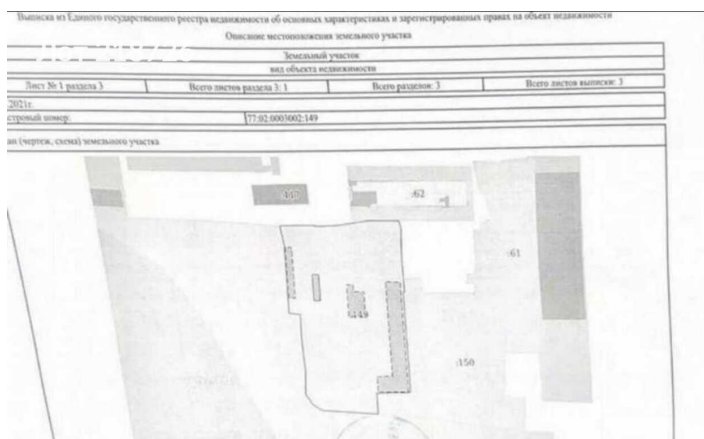 Выписка из Единого государственного реестра недвижимости об основных характеристиках и зарегистрированных правах на объект недвижимости
Описание местоположения земельного участка
Земельный участок
вид объекта недвижимости
Лист № 1 раздела 3 Всего листов раздела 3: 1 Всего разделов: 3 Всего листов выписки: 3
2021г.
стровый номер: 77:02:0003002:149
ан (чертеж, схема) земельного участка
:62
:61
:149
:150